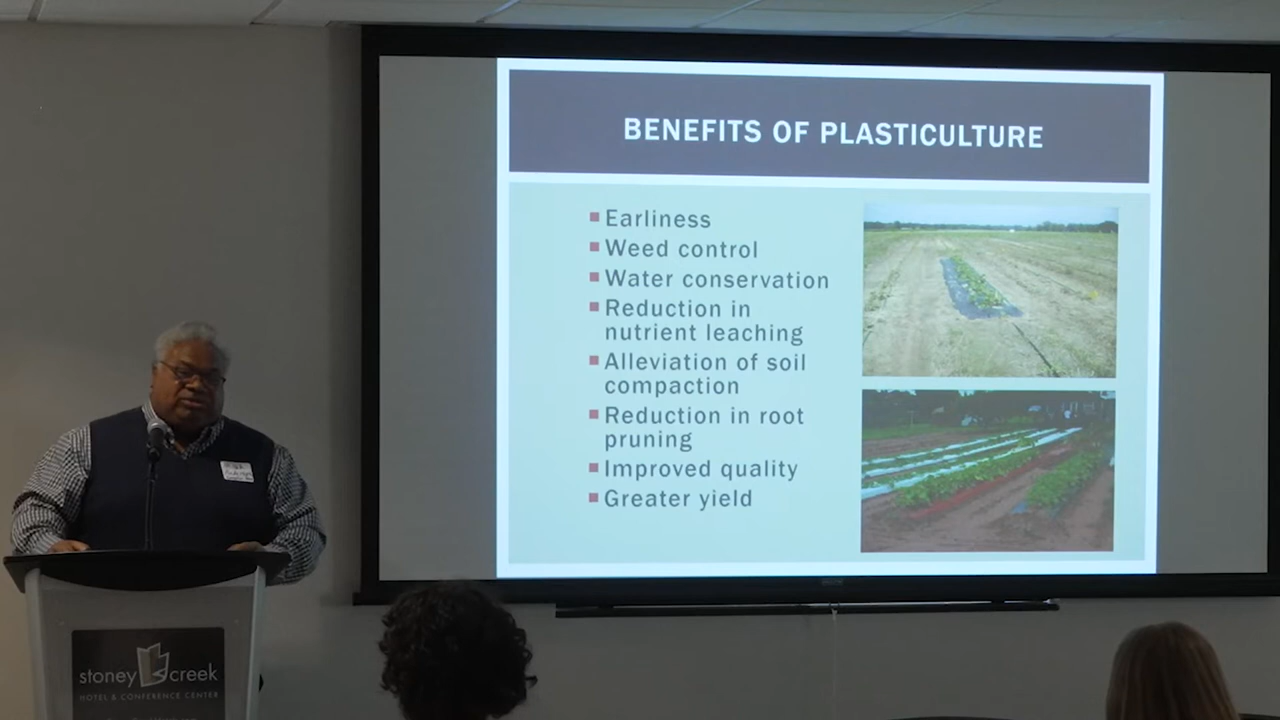 BENEFITS OF PLASTICULTURE
Earliness
Weed control
Water conservation
Reduction in
nutrient leaching
Alleviation of soil
compaction
Reduction in root
pruning
Improved quality
Greater yield
stoney creek
HOTEL & CONFERENCE CENTER